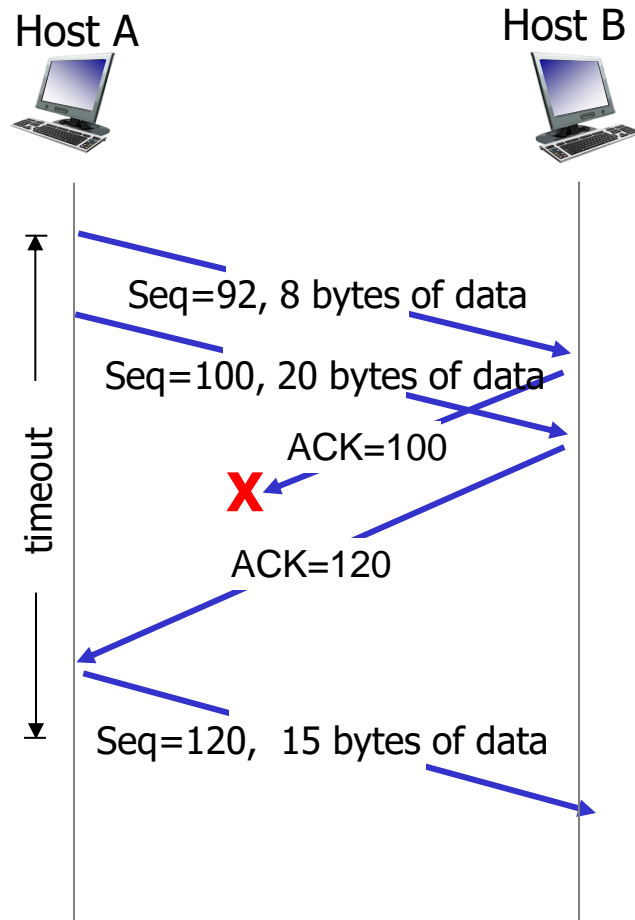 Host A
Host B
Seq=92, 8 bytes of data
Seq=100, 20 bytes of data
ACK=100
X
timeout
ACK=120
Seq=120,  15 bytes of data